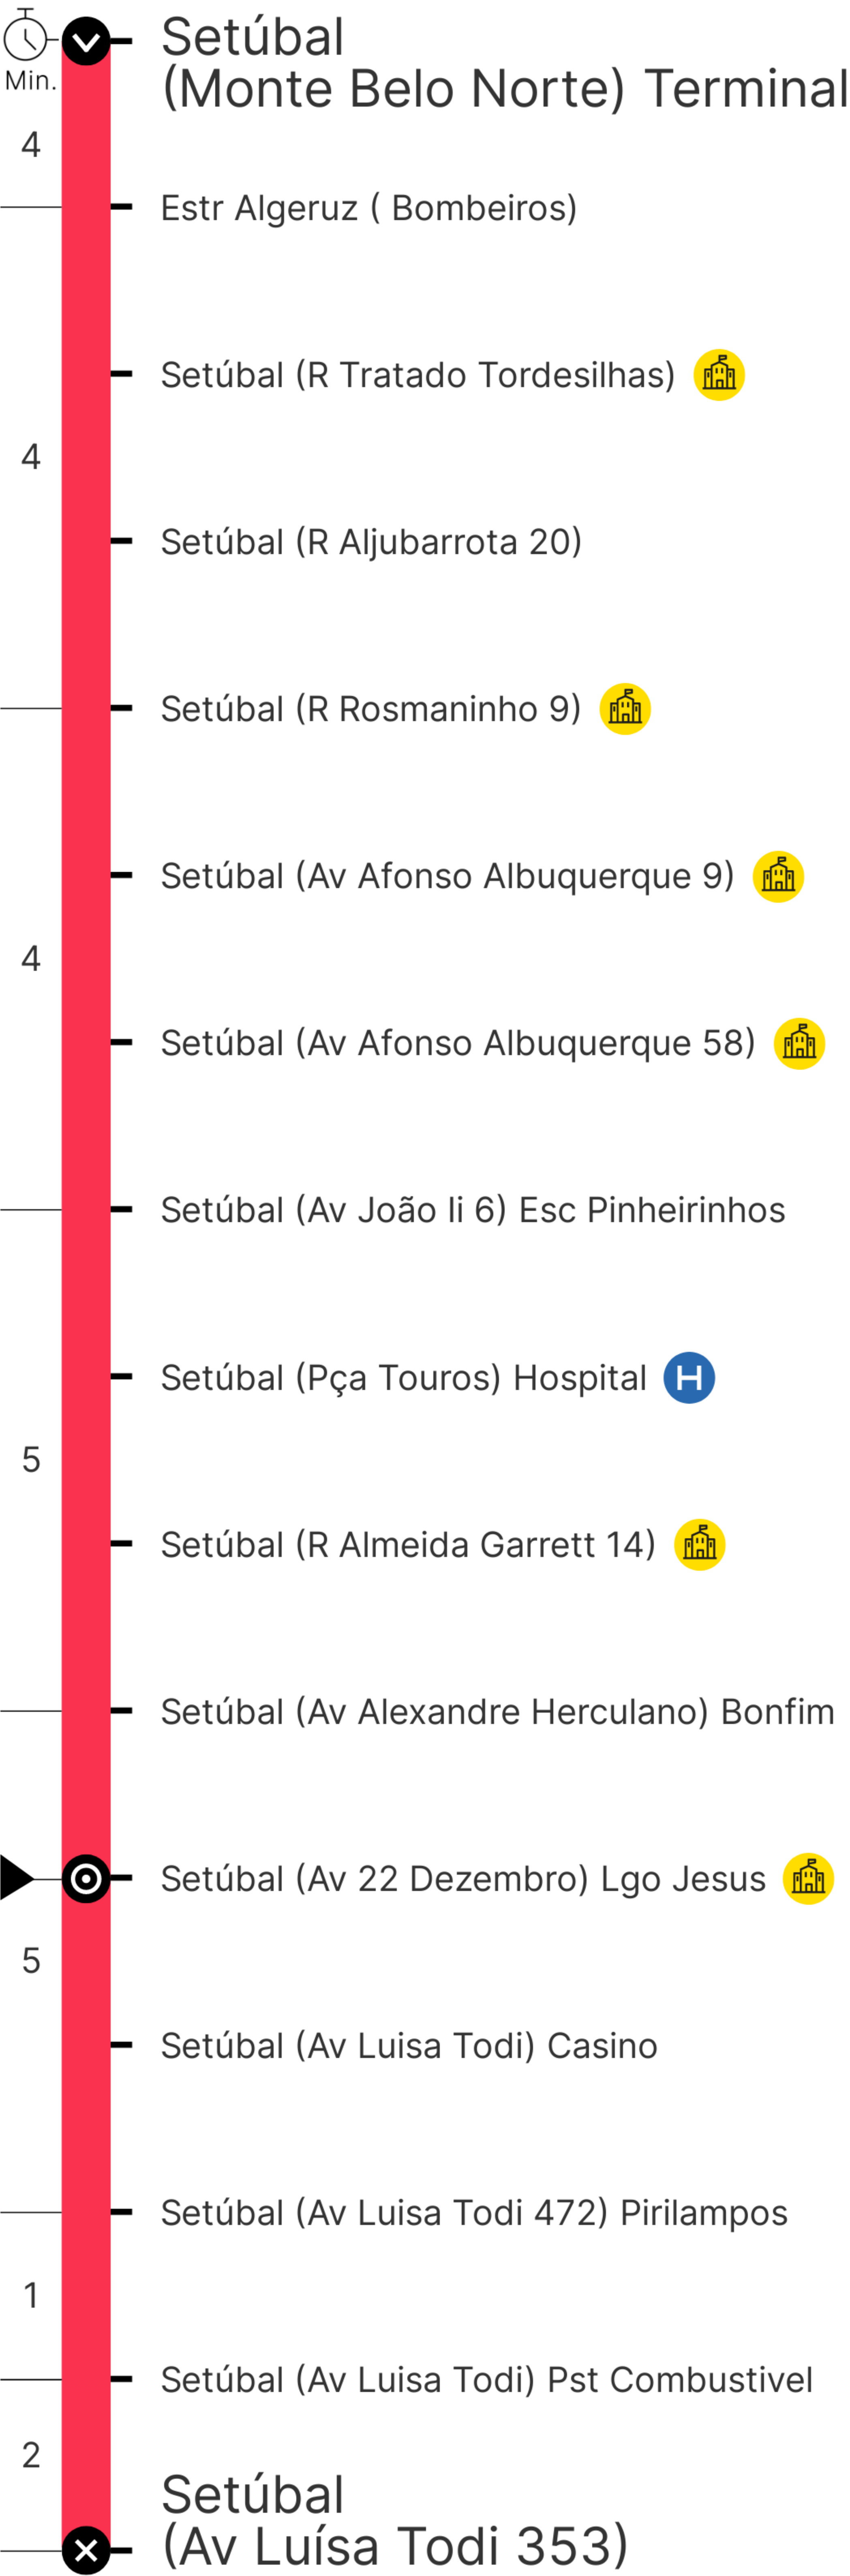 Setúbal
(Monte Belo Norte) Terminal
Min.
4
Estr Algeruz ( Bombeiros)
Setúbal (R Tratado Tordesilhas)
4
Setúbal (R Aljubarrota 20)
Setúbal (R Rosmaninho 9)
Setúbal (Av Afonso Albuquerque 9)
4
Setúbal (Av Afonso Albuquerque 58)
Setúbal (Av João Ii 6) Esc Pinheirinhos
Setúbal (Pça Touros) Hospital H
5
Setúbal (R Almeida Garrett 14)
Setúbal (Av Alexandre Herculano) Bonfim
Setúbal (Av 22 Dezembro) Lgo Jesus
5
Setúbal (Av Luisa Todi) Casino
Setúbal (Av Luisa Todi 472) Pirilampos
1
Setúbal (Av Luisa Todi) Pst Combustivel
2
Setúbal
(Av Luísa Todi 353)